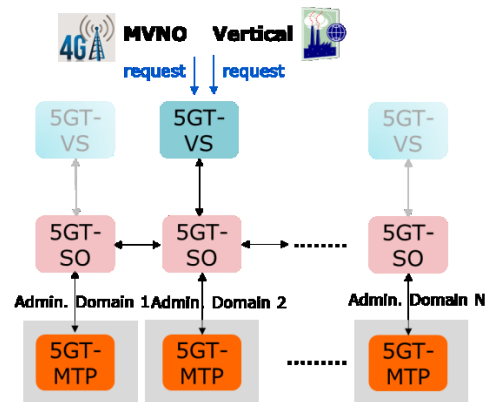 4G MVNO Vertical
request request
5GT-
VS
5GT-
VS
5GT-
VS
5GT-
SO
5GT-
SO
........
5GT-
SO
Admin. Domain 1
Admin. Domain 2
Admin. Domain N
5GT-
MTP
5GT-
MTP
........
5GT-
MTP